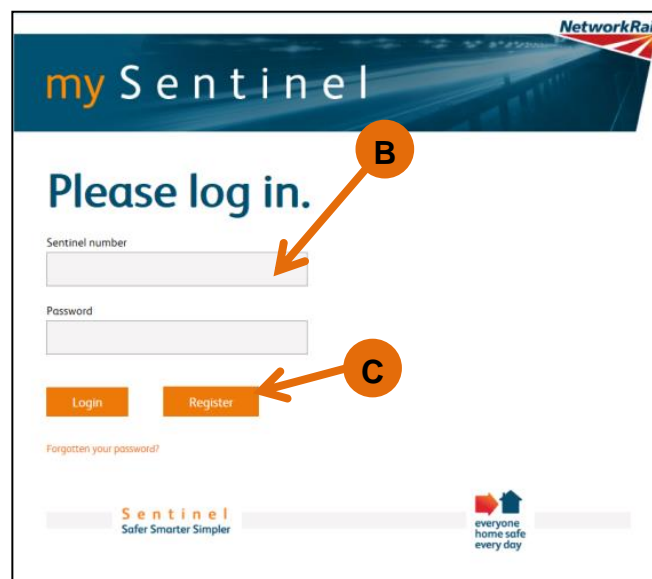 NetworkRai
my Sentinel
B
Please log in.
Sentinel number
Password
C
Login Register
Forgotten your password?
Sentinel
Safer Smarter Simpler
everyone
home safe
every day